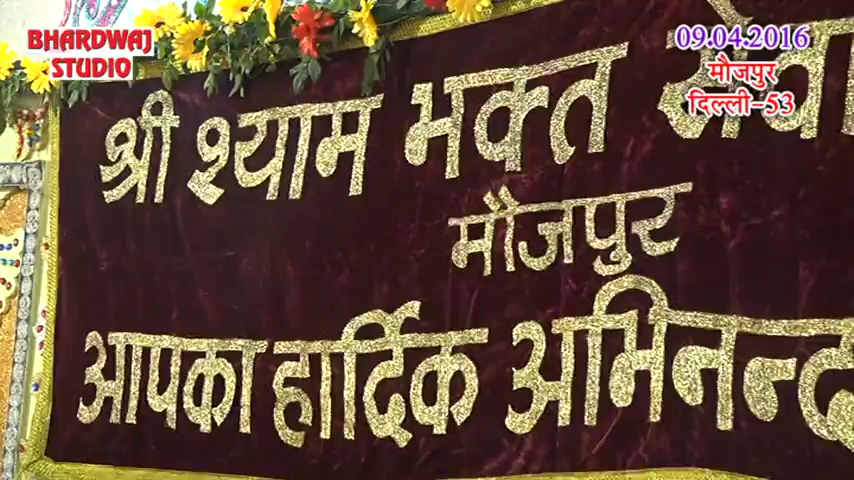 BHARDWAJ
STUDIO
09.04.2016
मौजपुर
दिल्ली-53
श्री श्याम भक्त
मौजपुर
आपका हार्दिक